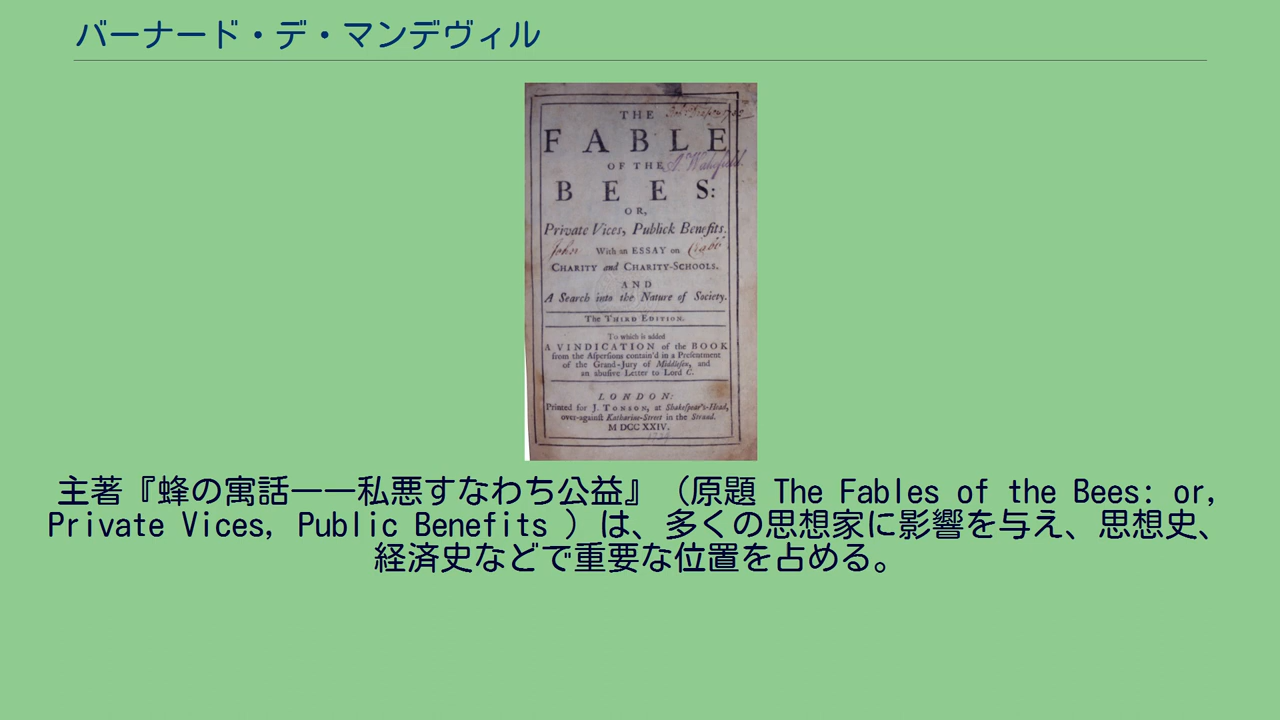 バーナード・デ・マンデヴィル
THE
FABLE
OF THE
BEES:
OR,
Private Vices, Publick Benefits.
With an ESSAY on
CHARITY and CHARITY-SCHOOLS.
AND
A Search into the Nature of Society.
The THIRD EDITION.
To which is added
A VINDICATION of the BOOK
from the Aſperſions contain'd in a Preſentment
of the Grand-Jury of Middleſex, and
an abuſive Letter to Lord C.
LONDON:
Printed for J. TONSON, at Shakeſpear's-Head,
over-againſt Katharine-Street in the Strand.
M DCC XXIV.
主著『蜂の寓話――私悪すなわち公益』（原題 The Fables of the Bees: or,
Private Vices, Public Benefits ）は、多くの思想家に影響を与え、思想史、
経済史などで重要な位置を占める。